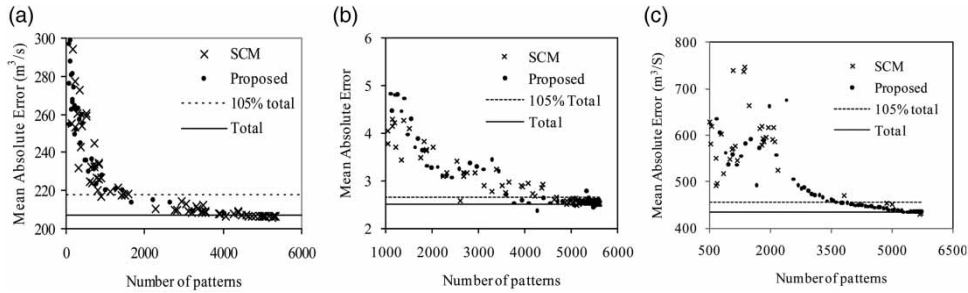 (a)
Mean Absolute Error (m³/s)
300
280
260
240
220
200
0
2000
4000
6000
Number of patterns
× SCM
• Proposed
105% total
Total
(b)
Mean Absolute Error
6
5
4
3
2
1000
2000
3000
4000
5000
6000
Number of patterns
× SCM
• Proposed
105% Total
Total
(c)
Mean Absolute Error (m³/S)
800
700
600
500
400
500
2000
3500
5000
6500
Number of patterns
× SCM
• Proposed
105% total
Total